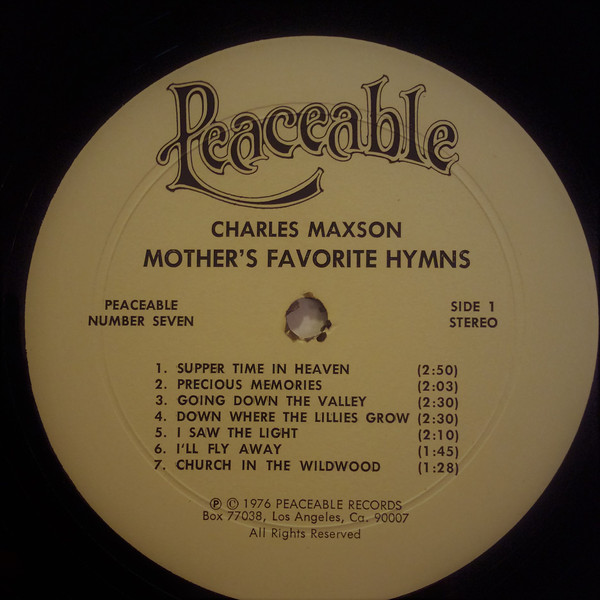 Peaceable
CHARLES MAXSON
MOTHER'S FAVORITE HYMNS
PEACEABLE
NUMBER SEVEN
SIDE 1
STEREO
1. SUPPER TIME IN HEAVEN (2:50)
2. PRECIOUS MEMORIES (2:03)
3. GOING DOWN THE VALLEY (2:30)
4. DOWN WHERE THE LILLIES GROW (2:30)
5. I SAW THE LIGHT (2:10)
6. I'LL FLY AWAY (1:45)
7. CHURCH IN THE WILDWOOD (1:28)
℗ © 1976 PEACEABLE RECORDS
Box 77038, Los Angeles, Ca. 90007
All Rights Reserved